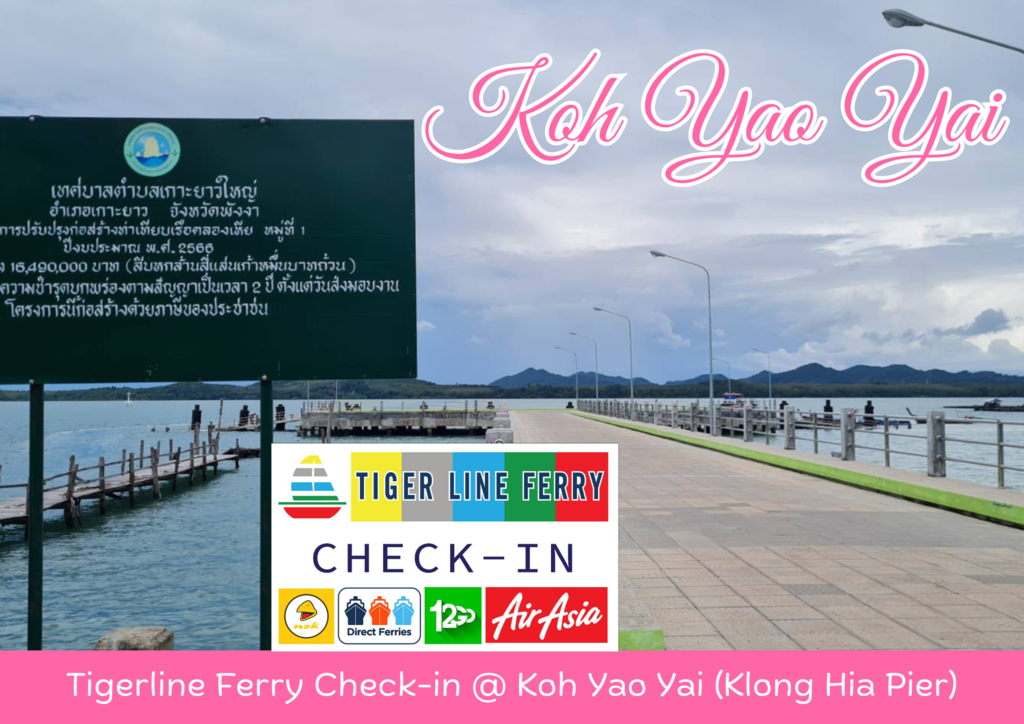 Koh Yao Yai
เทศบาลตำบลเกาะยาวใหญ่
อำเภอเกาะยาว จังหวัดพังงา
การปรับปรุงก่อสร้างท่าเทียบเรือคลองเหีย หมู่ที่ 1
ปีงบประมาณ พ.ศ. 2566
16,490,000 บาท (สิบหกล้านสี่แสนเก้าหมื่นบาทถ้วน)
ความชำรุดบกพร่องตามสัญญาเป็นเวลา 2 ปี ตั้งแต่วันส่งมอบงาน
โครงการนี้ก่อสร้างด้วยภาษีของประชาชน
TIGER LINE FERRY
CHECK-IN
nok Direct Ferries 12GO AirAsia
Tigerline Ferry Check-in @ Koh Yao Yai (Klong Hia Pier)